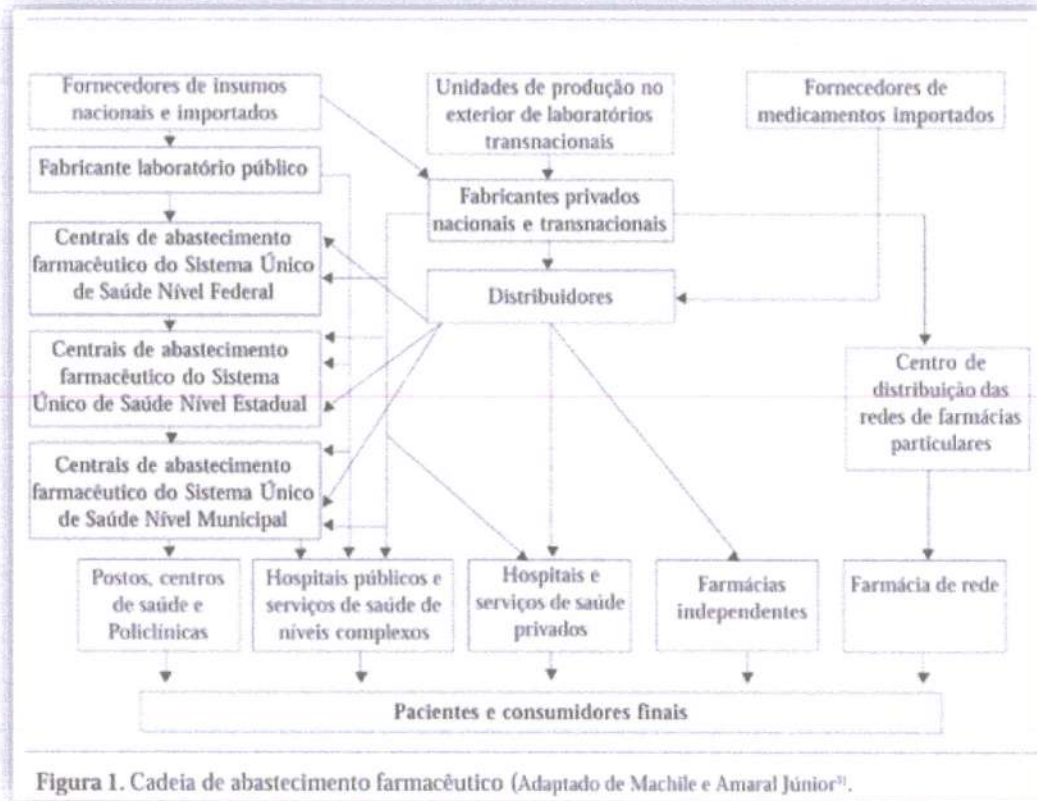 Fornecedores de insumos
nacionais e importados
Unidades de produção no
exterior de laboratórios
transnacionais
Fornecedores de
medicamentos importados
Fabricante laboratório público
Fabricantes privados
nacionais e transnacionais
Centrais de abastecimento
farmacêutico do Sistema Único
de Saúde Nível Federal
Distribuidores
Centrais de abastecimento
farmacêutico do Sistema
Único de Saúde Nível Estadual
Centro de
distribuição das
redes de farmácias
particulares
Centrais de abastecimento
farmacêutico do Sistema Único
de Saúde Nível Municipal
Postos, centros
de saúde e
Policlínicas
Hospitais públicos e
serviços de saúde de
níveis complexos
Hospitais e
serviços de saúde
privados
Farmácias
independentes
Farmácia de rede
Pacientes e consumidores finais
Figura 1. Cadeia de abastecimento farmacêutico (Adaptado de Machile e Amaral Júnior